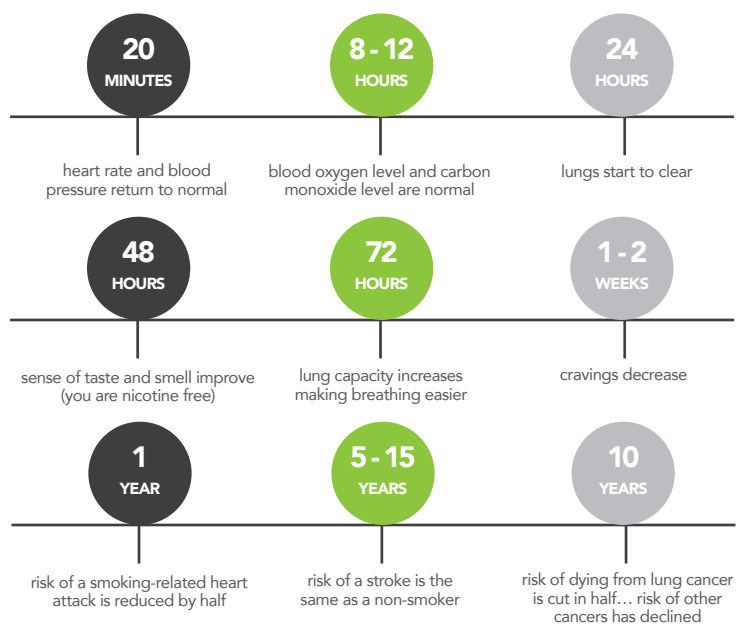 20
MINUTES
heart rate and blood
pressure return to normal
8 - 12
HOURS
blood oxygen level and carbon
monoxide level are normal
24
HOURS
lungs start to clear
48
HOURS
sense of taste and smell improve
(you are nicotine free)
72
HOURS
lung capacity increases
making breathing easier
1 - 2
WEEKS
cravings decrease
1
YEAR
risk of a smoking-related heart
attack is reduced by half
5 - 15
YEARS
risk of a stroke is the
same as a non-smoker
10
YEARS
risk of dying from lung cancer
is cut in half... risk of other
cancers has declined